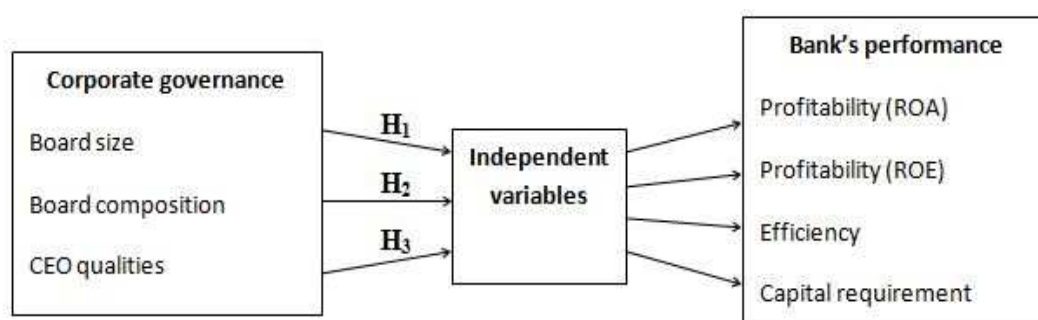 Corporate governance
Board size
Board composition
CEO qualities
H1
H2
H3
Independent
variables
Bank's performance
Profitability (ROA)
Profitability (ROE)
Efficiency
Capital requirement